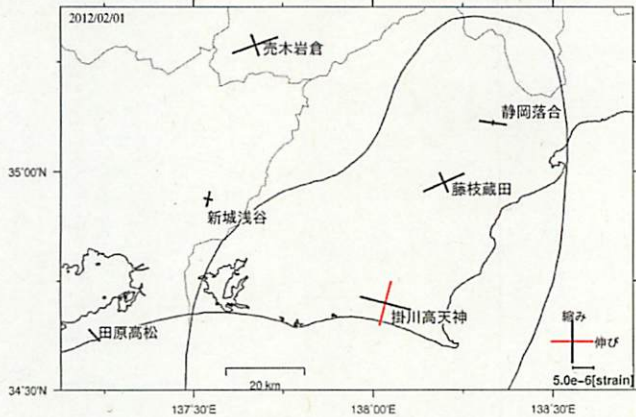 2012/02/01
売木岩倉
静岡落合
35°00'N
藤枝蔵田
新城浅谷
掛川高天神
縮み
田原高松
伸び
5.0e-6[strain]
20 km
34°30'N
137°30'E
138°00'E
138°30'E